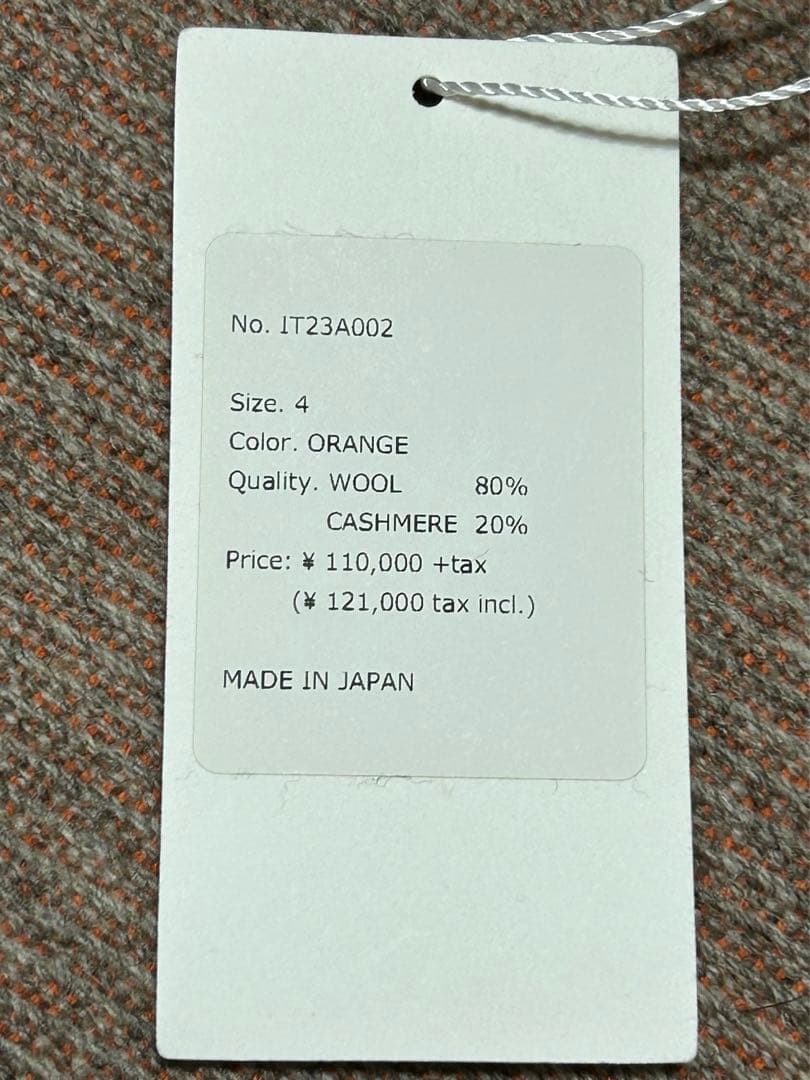 No. IT23A002
Size. 4
Color. ORANGE
Quality. WOOL 80%
CASHMERE 20%
Price: ¥ 110,000 +tax
(¥ 121,000 tax incl.)
MADE IN JAPAN